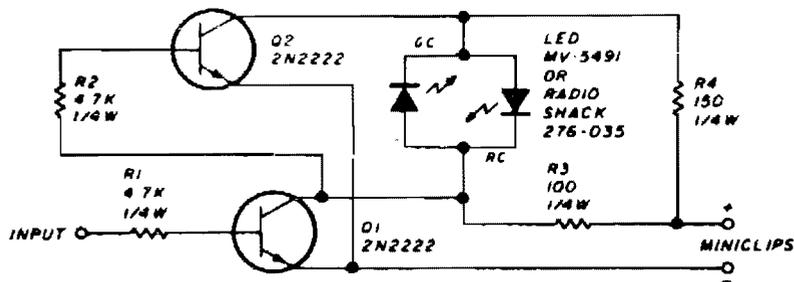 Q2
2N2222
GC
LED
MV-5491
OR
RADIO
SHACK
276-035
R2
4.7K
1/4W
R4
150
1/4W
RC
R1
4.7K
1/4W
R3
100
1/4W
INPUT
Q1
2N2222
+
MINICLIPS
-